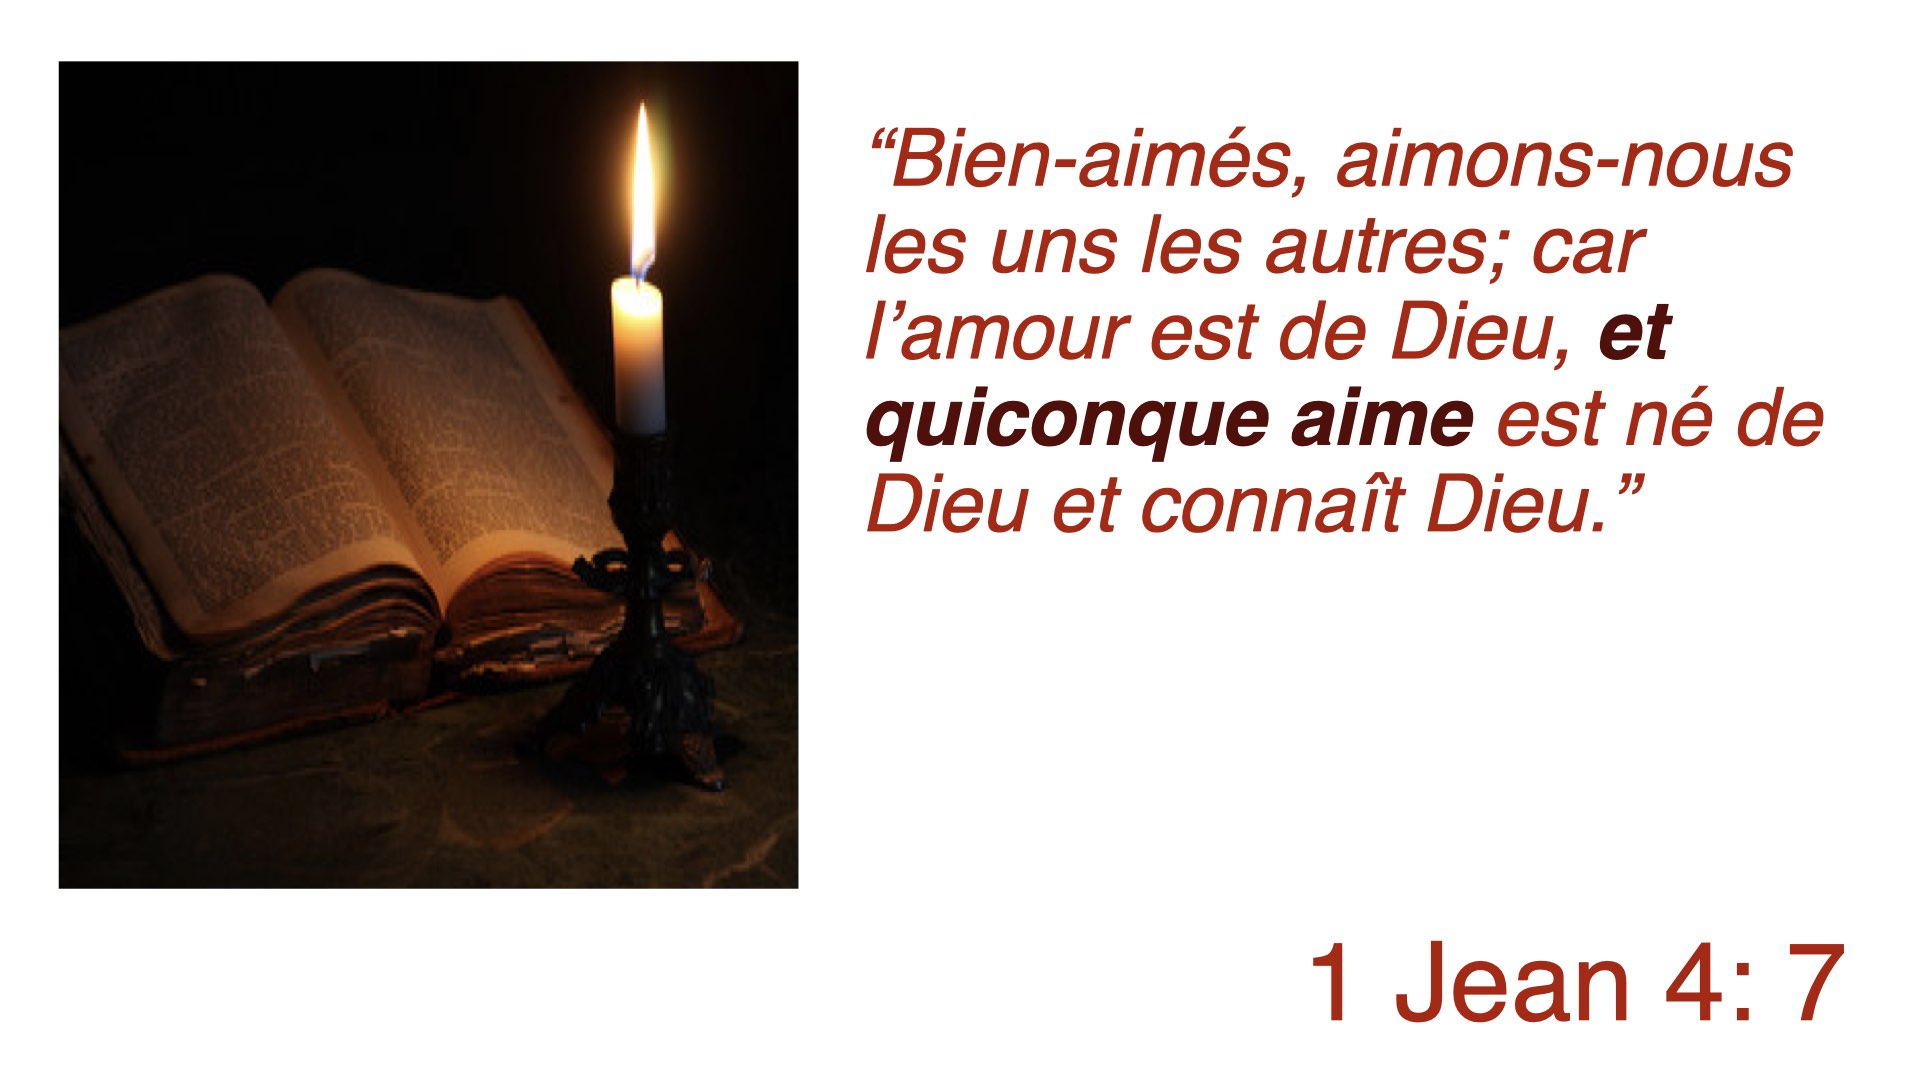 “Bien-aimés, aimons-nous
les uns les autres; car
l’amour est de Dieu, et
quiconque aime est né de
Dieu et connaît Dieu.”
1 Jean 4: 7